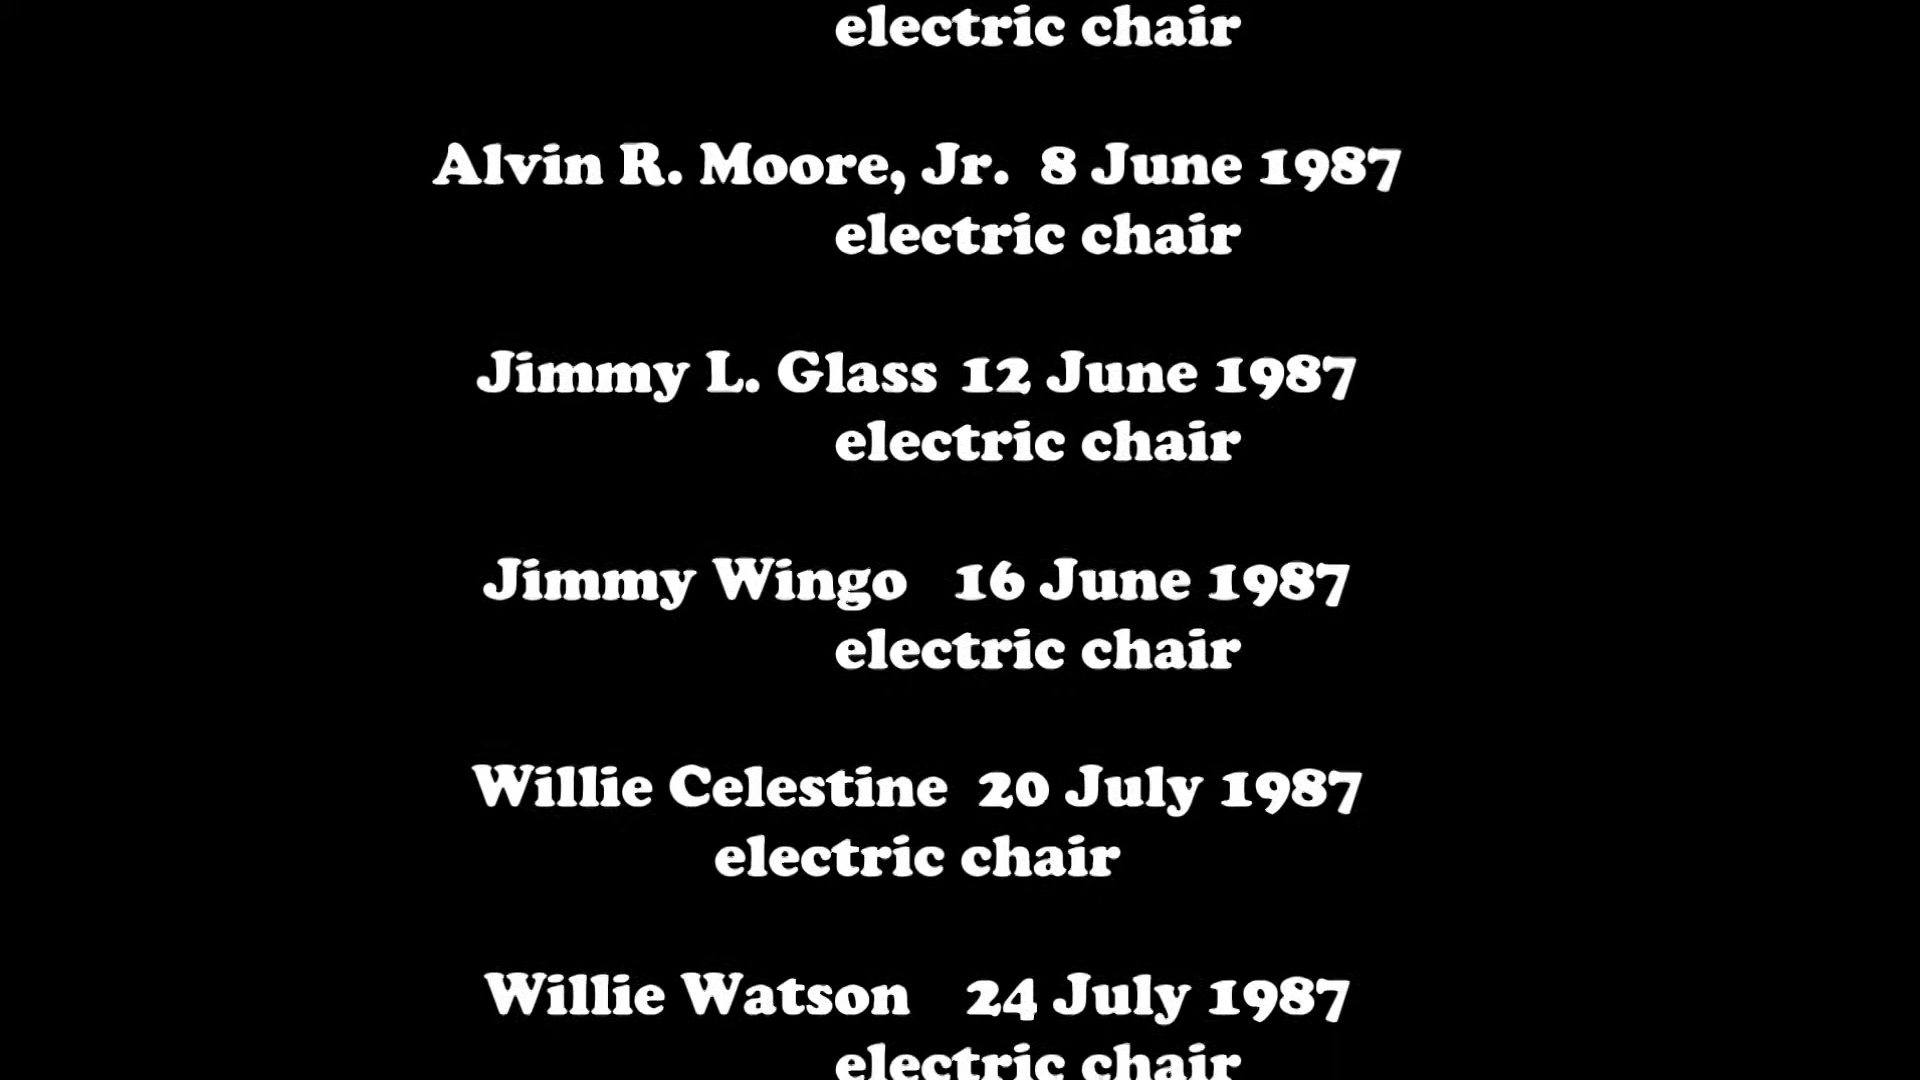 electric chair
Alvin R. Moore, Jr. 8 June 1987
electric chair
Jimmy L. Glass 12 June 1987
electric chair
Jimmy Wingo 16 June 1987
electric chair
Willie Celestine 20 July 1987
electric chair
Willie Watson 24 July 1987
electric chair